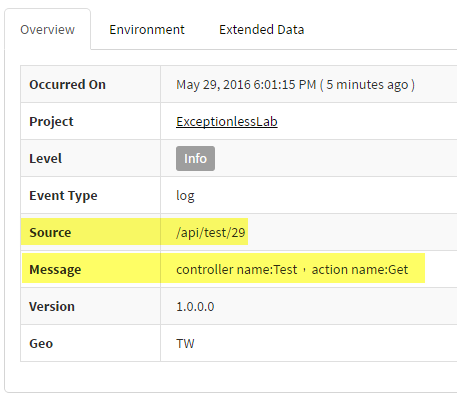 Overview Environment Extended Data
Occurred On May 29, 2016 6:01:15 PM ( 5 minutes ago )
Project ExceptionlessLab
Level Info
Event Type log
Source /api/test/29
Message controller name:Test，action name:Get
Version 1.0.0.0
Geo TW